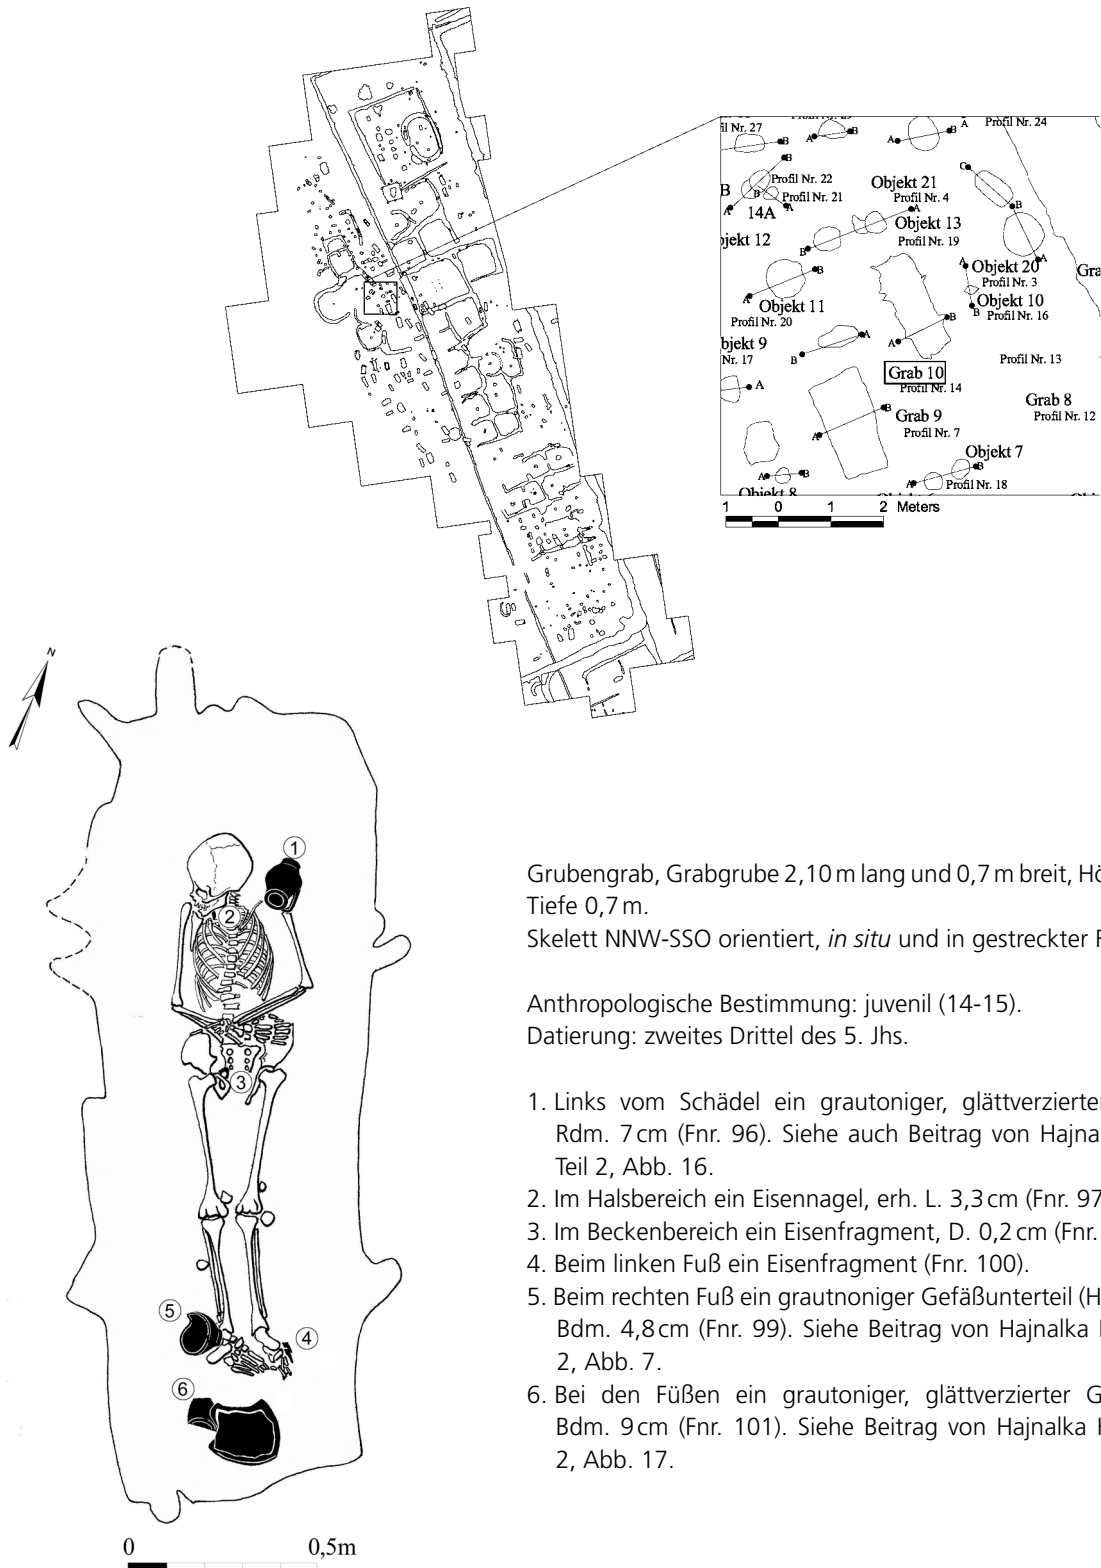 N
Profil Nr. 24
Profil Nr. 22
Profil Nr. 21
14A
Objekt 21
Profil Nr. 4
Objekt 13
Profil Nr. 19
bjekt 12
Objekt 20
Profil Nr. 3
Objekt 10
Profil Nr. 16
Gra
Objekt 11
Profil Nr. 20
bjekt 9
Nr. 17
Profil Nr. 13
Grab 10
Profil Nr. 14
Grab 8
Profil Nr. 12
Grab 9
Profil Nr. 7
Objekt 7
Profil Nr. 18
Objekt 8
1 0 1 2 Meters
1
2
3
4
5
6
0 0,5m
Grubengrab, Grabgrube 2,10 m lang und 0,7 m breit, Hö
Tiefe 0,7 m.
Skelett NNW-SSO orientiert, in situ und in gestreckter
Anthropologische Bestimmung: juvenil (14-15).
Datierung: zweites Drittel des 5. Jhs.
1. Links vom Schädel ein grautoniger, glättverzierter
Rdm. 7 cm (Fnr. 96). Siehe auch Beitrag von Hajna
Teil 2, Abb. 16.
2. Im Halsbereich ein Eisennagel, erh. L. 3,3 cm (Fnr. 97
3. Im Beckenbereich ein Eisenfragment, D. 0,2 cm (Fnr.
4. Beim linken Fuß ein Eisenfragment (Fnr. 100).
5. Beim rechten Fuß ein grautnoniger Gefäßunterteil (H
Bdm. 4,8 cm (Fnr. 99). Siehe Beitrag von Hajnalka
2, Abb. 7.
6. Bei den Füßen ein grautoniger, glättverzierter G
Bdm. 9 cm (Fnr. 101). Siehe Beitrag von Hajnalka
2, Abb. 17.